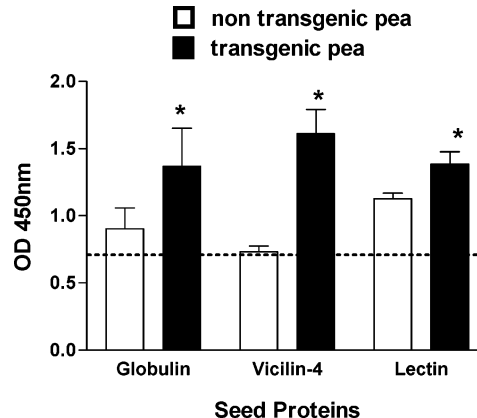 non transgenic pea
transgenic pea
OD 450nm
2.0
1.5
1.0
0.5
0.0
* * *
Globulin Vicilin-4 Lectin
Seed Proteins